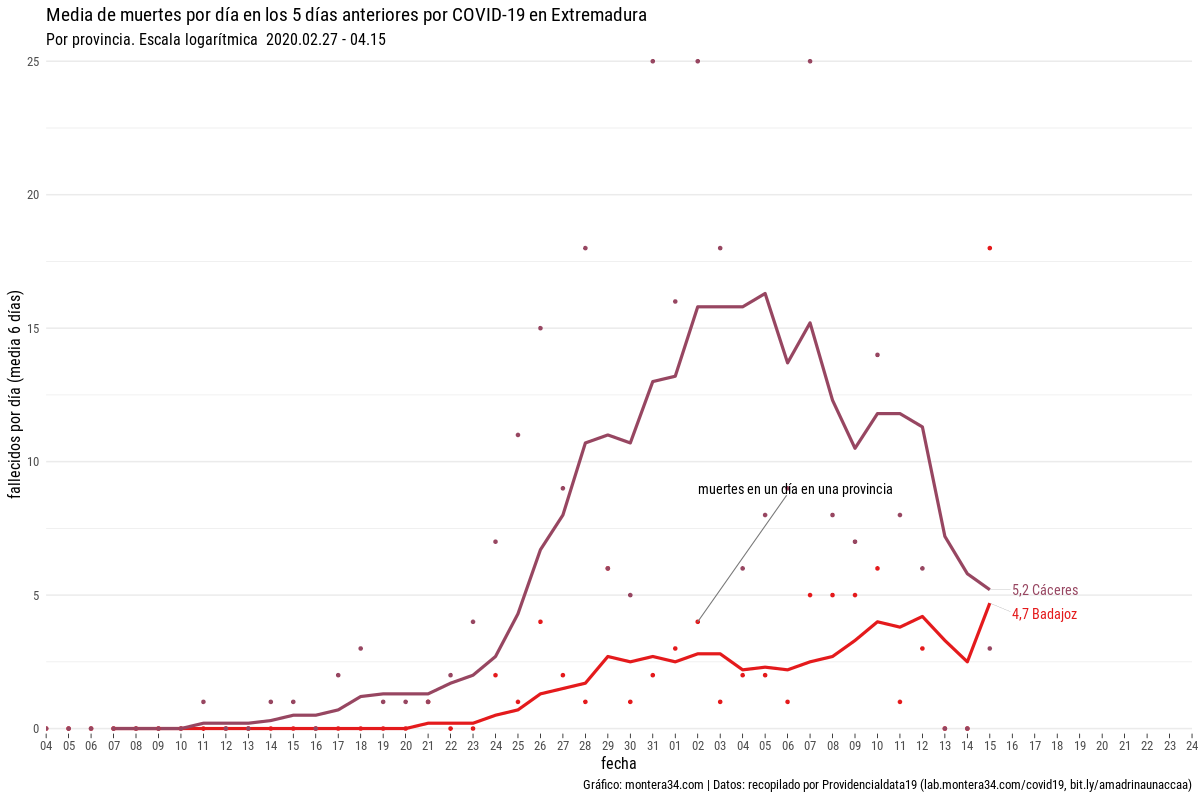 Media de muertes por día en los 5 días anteriores por COVID-19 en Extremadura
Por provincia. Escala logarítmica  2020.02.27 - 04.15
fallecidos por día (media 6 días)
25
20
15
10
5
0
muertes en un día en una provincia
5,2 Cáceres
4,7 Badajoz
04 05 06 07 08 09 10 11 12 13 14 15 16 17 18 19 20 21 22 23 24 25 26 27 28 29 30 31 01 02 03 04 05 06 07 08 09 10 11 12 13 14 15 16 17 18 19 20 21 22 23 24
fecha
Gráfico: montera34.com | Datos: recopilado por Providencialdata19 (lab.montera34.com/covid19, bit.ly/amadrinaunaccaa)